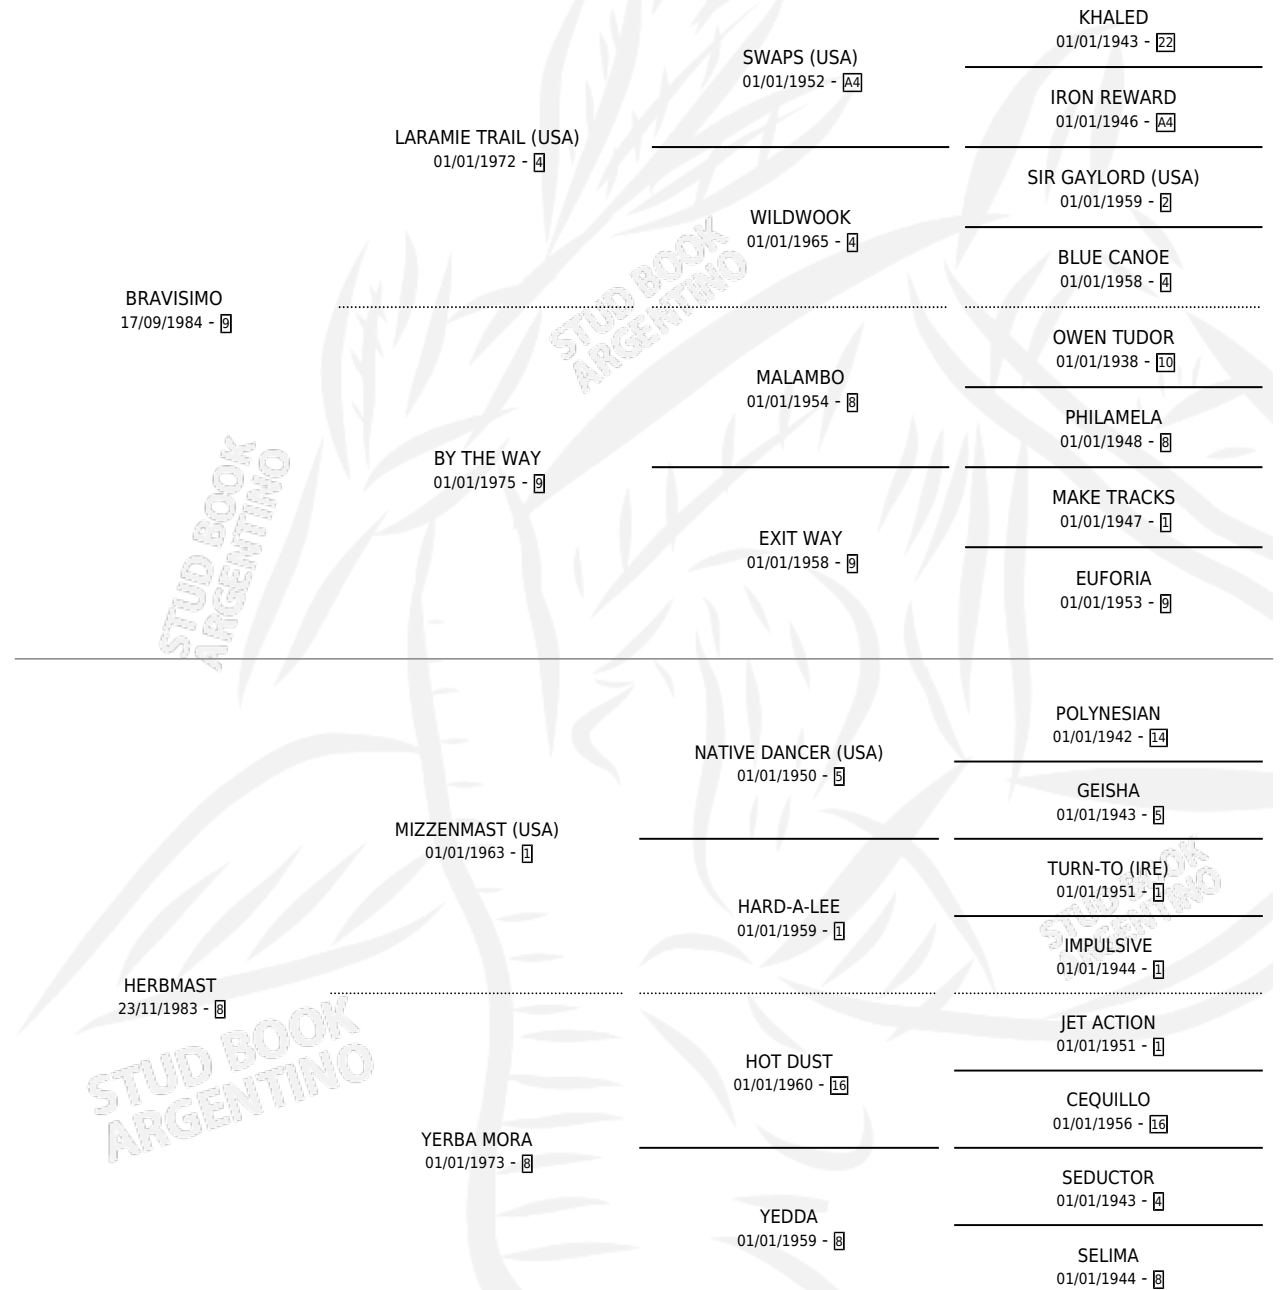 KHALED
01/01/1943 - 22
SWAPS (USA)
01/01/1952 - A4
IRON REWARD
01/01/1946 - A4
LARAMIE TRAIL (USA)
01/01/1972 - 4
SIR GAYLORD (USA)
01/01/1959 - 2
WILDWOOK
01/01/1965 - 4
BLUE CANOE
01/01/1958 - 4
BRAVISIMO
17/09/1984 - 9
OWEN TUDOR
01/01/1938 - 10
MALAMBO
01/01/1954 - 8
PHILAMELA
01/01/1948 - 8
BY THE WAY
01/01/1975 - 9
MAKE TRACKS
01/01/1947 - 1
EXIT WAY
01/01/1958 - 9
EUFORIA
01/01/1953 - 9
STUD BOOK
ARGENTINO
STUD BOOK
ARGENTINO
POLYNESIAN
01/01/1942 - 14
NATIVE DANCER (USA)
01/01/1950 - 5
GEISHA
01/01/1943 - 5
MIZZENMAST (USA)
01/01/1963 - 1
TURN-TO (IRE)
01/01/1951 - 1
HARD-A-LEE
01/01/1959 - 1
IMPULSIVE
01/01/1944 - 1
HERBMAST
23/11/1983 - 8
JET ACTION
01/01/1951 - 1
HOT DUST
01/01/1960 - 16
CEQUILLO
01/01/1956 - 16
YERBA MORA
01/01/1973 - 8
SEDUCTOR
01/01/1943 - 4
YEDDA
01/01/1959 - 8
SELIMA
01/01/1944 - 8
STUD BOOK
ARGENTINO
STUD BOOK
ARGENTINO